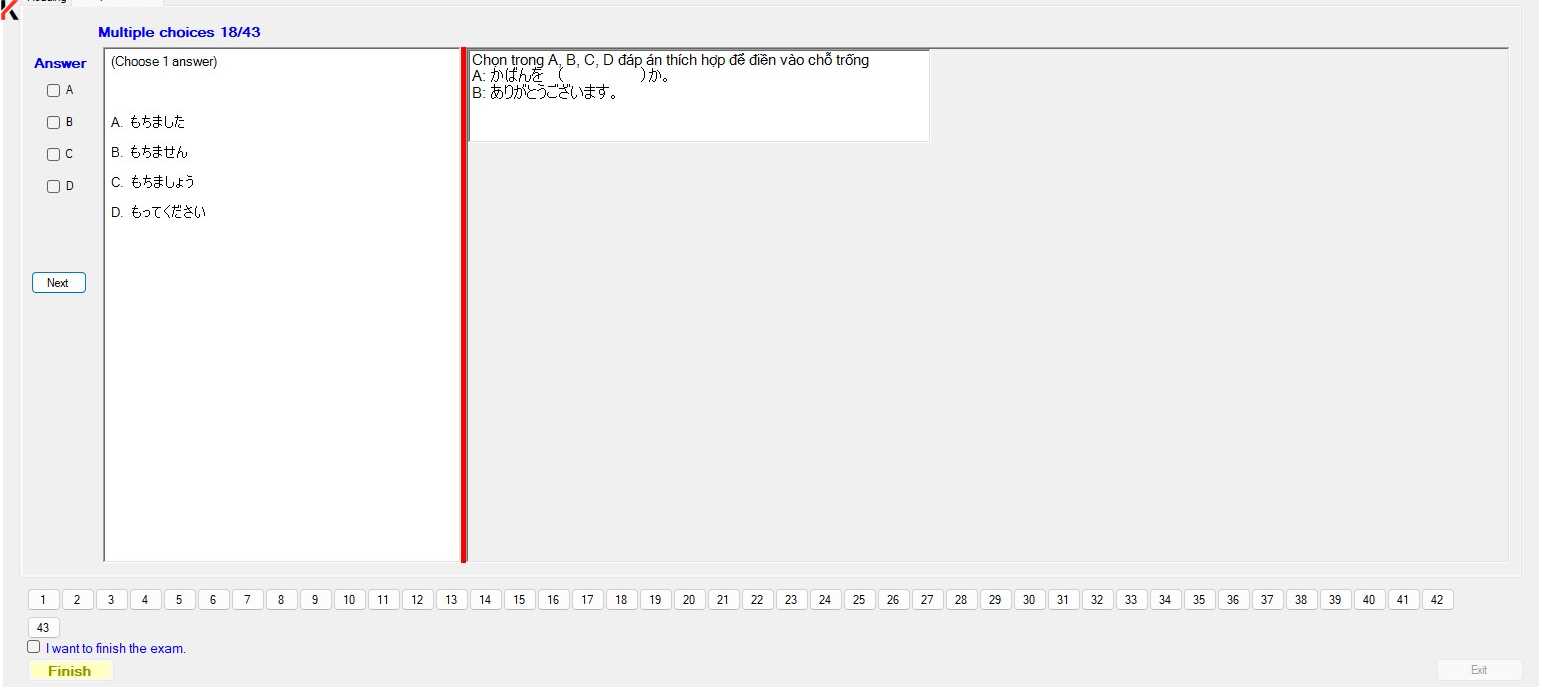 Multiple choices 18/43
Answer
A
B
C
D
Next
(Choose 1 answer)
A. もちました
B. もちません
C. もちましょう
D. もってください
Chọn trong A, B, C, D đáp án thích hợp để điền vào chỗ trống
A: かばんを ( )か。
B: ありがとうございます。
1 2 3 4 5 6 7 8 9 10 11 12 13 14 15 16 17 18 19 20 21 22 23 24 25 26 27 28 29 30 31 32 33 34 35 36 37 38 39 40 41 42
43
I want to finish the exam.
Finish
Exit